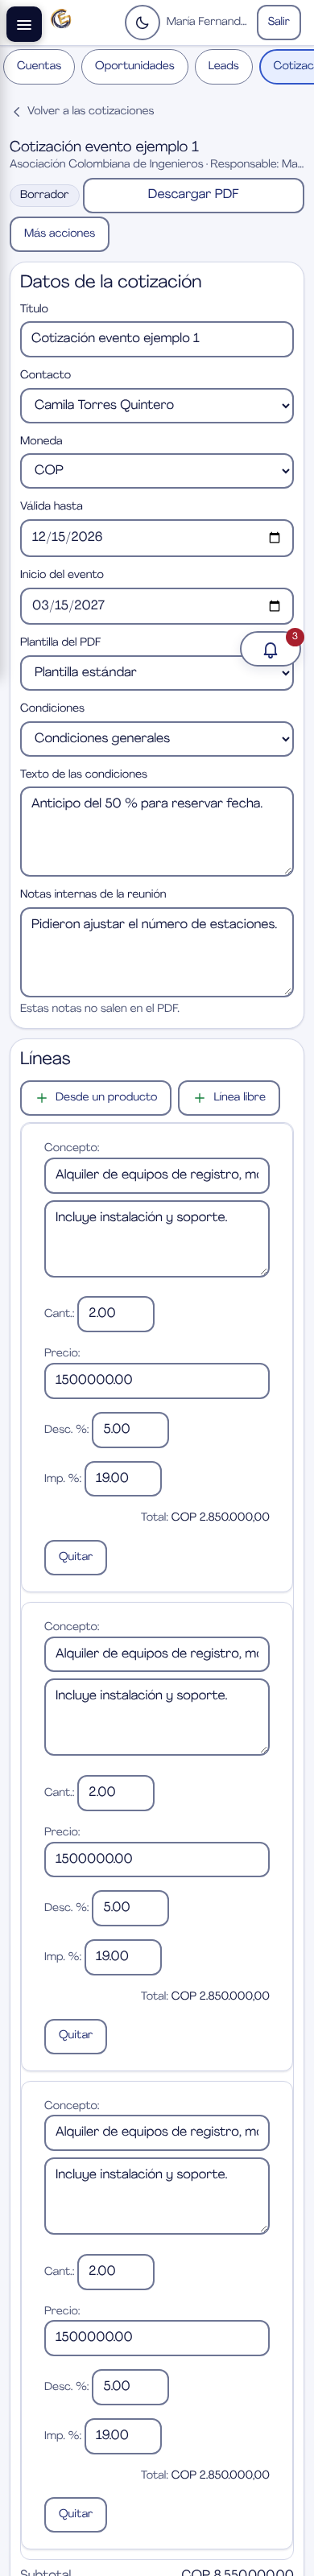 Maria Fernand...
Salir
Cuentas
Oportunidades
Leads
Cotizac
Volver a las cotizaciones
Cotización evento ejemplo 1
Asociación Colombiana de Ingenieros · Responsable: Ma...
Borrador
Descargar PDF
Más acciones
Datos de la cotización
Título
Cotización evento ejemplo 1
Contacto
Camila Torres Quintero
Moneda
COP
Válida hasta
12/15/2026
Inicio del evento
03/15/2027
Plantilla del PDF
3
Plantilla estándar
Condiciones
Condiciones generales
Texto de las condiciones
Anticipo del 50 % para reservar fecha.
Notas internas de la reunión
Pidieron ajustar el número de estaciones.
Estas notas no salen en el PDF.
Líneas
Desde un producto
Línea libre
Concepto:
Alquiler de equipos de registro, mo
Incluye instalación y soporte.
Cant.: 2.00
Precio:
1500000.00
Desc. %: 5.00
Imp. %: 19.00
Total: COP 2.850.000,00
Quitar
Concepto:
Alquiler de equipos de registro, mo
Incluye instalación y soporte.
Cant.: 2.00
Precio:
1500000.00
Desc. %: 5.00
Imp. %: 19.00
Total: COP 2.850.000,00
Quitar
Concepto:
Alquiler de equipos de registro, mo
Incluye instalación y soporte.
Cant.: 2.00
Precio:
1500000.00
Desc. %: 5.00
Imp. %: 19.00
Total: COP 2.850.000,00
Quitar
Subtotal COP 8.550.000,00